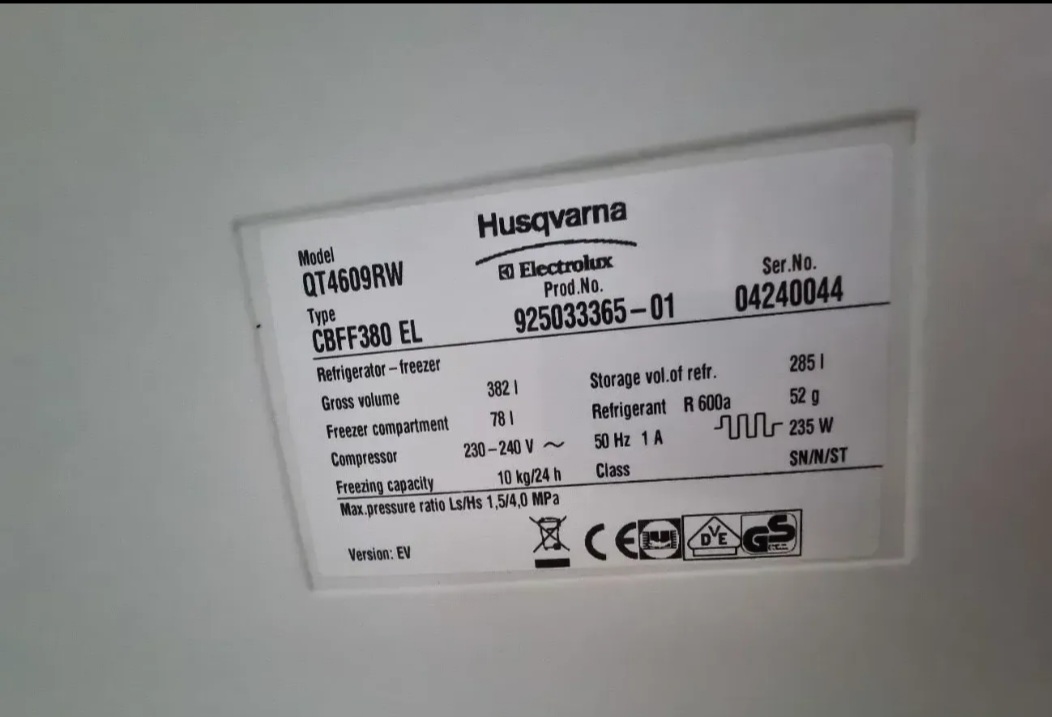 Husqvarna
Electrolux
Model
QT4609RW
Type
CBFF380 EL
Prod.No.
925033365-01
Ser.No.
04240044
Refrigerator-freezer
Gross volume 382 l
Freezer compartment 78 l
Compressor 230-240 V ~
Freezing capacity 10 kg/24 h
Storage vol.of refr. 285 l
Refrigerant R 600a 52 g
50 Hz 1 A 235 W
Class SN/N/ST
Max.pressure ratio Ls/Hs 1,5/4,0 MPa
Version: EV
CE
DVE
GS